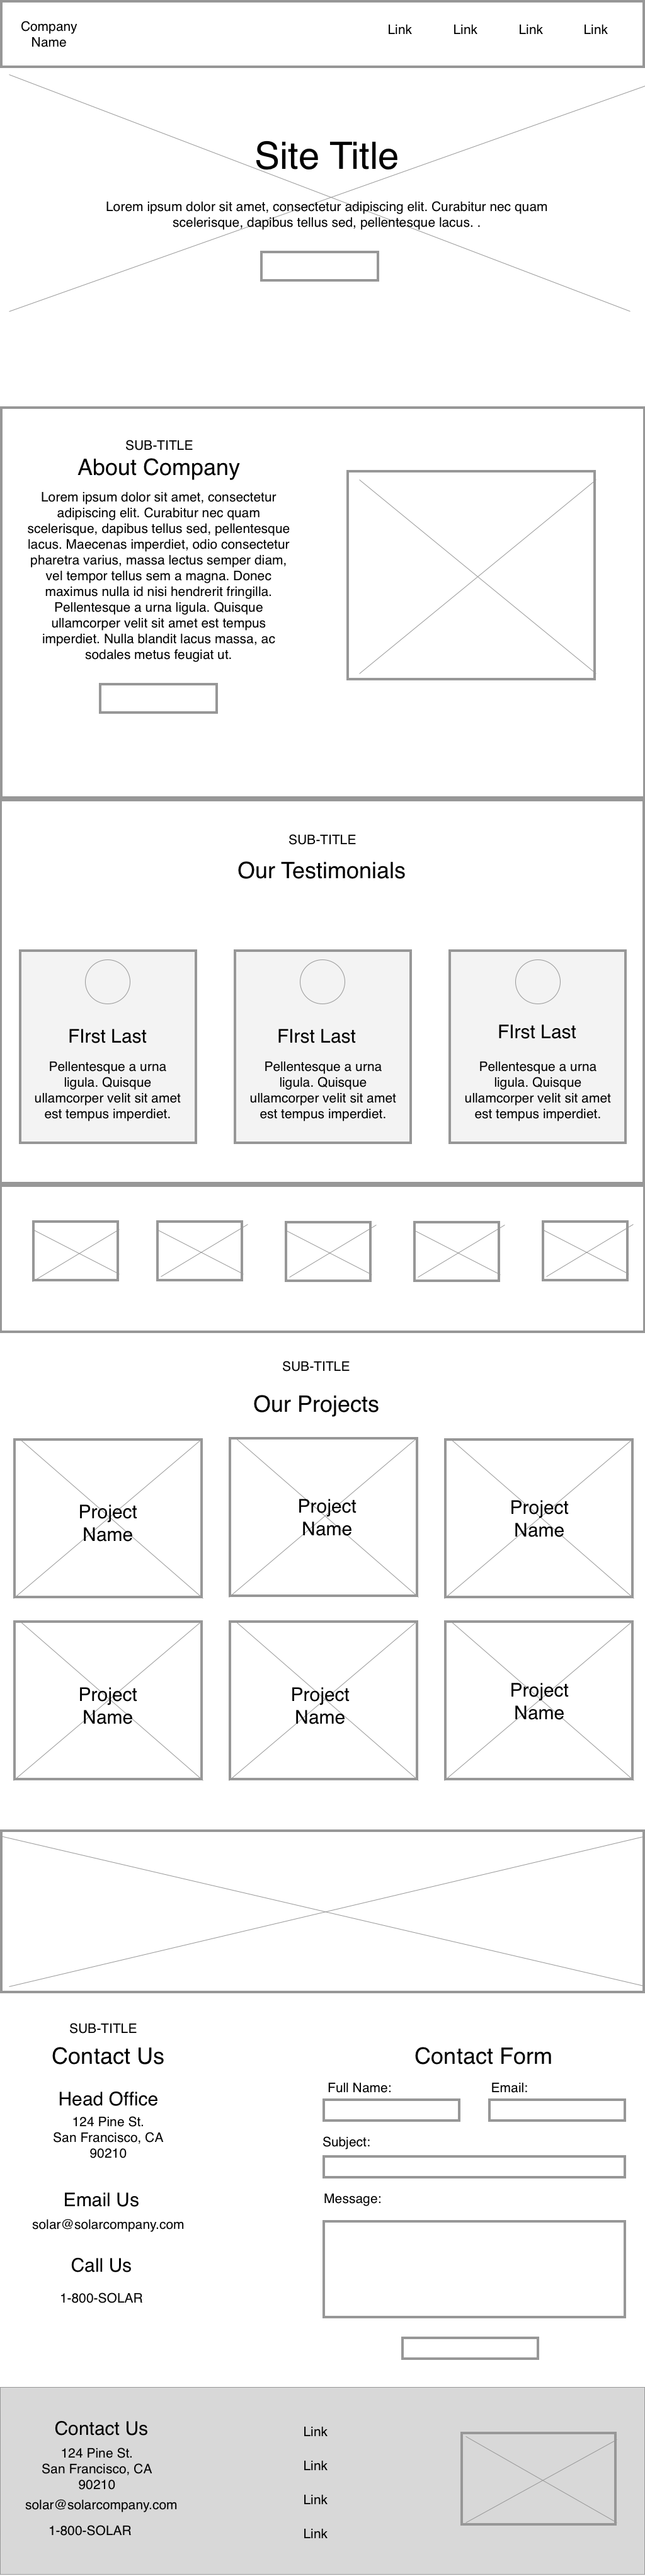 Company
Name
Link Link Link Link
Site Title
Lorem ipsum dolor sit amet, consectetur adipiscing elit. Curabitur nec quam
scelerisque, dapibus tellus sed, pellentesque lacus. .
SUB-TITLE
About Company
Lorem ipsum dolor sit amet, consectetur
adipiscing elit. Curabitur nec quam
scelerisque, dapibus tellus sed, pellentesque
lacus. Maecenas imperdiet, odio consectetur
pharetra varius, massa lectus semper diam,
vel tempor tellus sem a magna. Donec
maximus nulla id nisi hendrerit fringilla.
Pellentesque a urna ligula. Quisque
ullamcorper velit sit amet est tempus
imperdiet. Nulla blandit lacus massa, ac
sodales metus feugiat ut.
SUB-TITLE
Our Testimonials
FIrst Last
Pellentesque a urna
ligula. Quisque
ullamcorper velit sit amet
est tempus imperdiet.
FIrst Last
Pellentesque a urna
ligula. Quisque
ullamcorper velit sit amet
est tempus imperdiet.
FIrst Last
Pellentesque a urna
ligula. Quisque
ullamcorper velit sit amet
est tempus imperdiet.
SUB-TITLE
Our Projects
Project
Name
Project
Name
Project
Name
Project
Name
Project
Name
Project
Name
SUB-TITLE
Contact Us
Head Office
124 Pine St.
San Francisco, CA
90210
Email Us
solar@solarcompany.com
Call Us
1-800-SOLAR
Contact Form
Full Name:
Email:
Subject:
Message:
Contact Us
124 Pine St.
San Francisco, CA
90210
solar@solarcompany.com
1-800-SOLAR
Link
Link
Link
Link